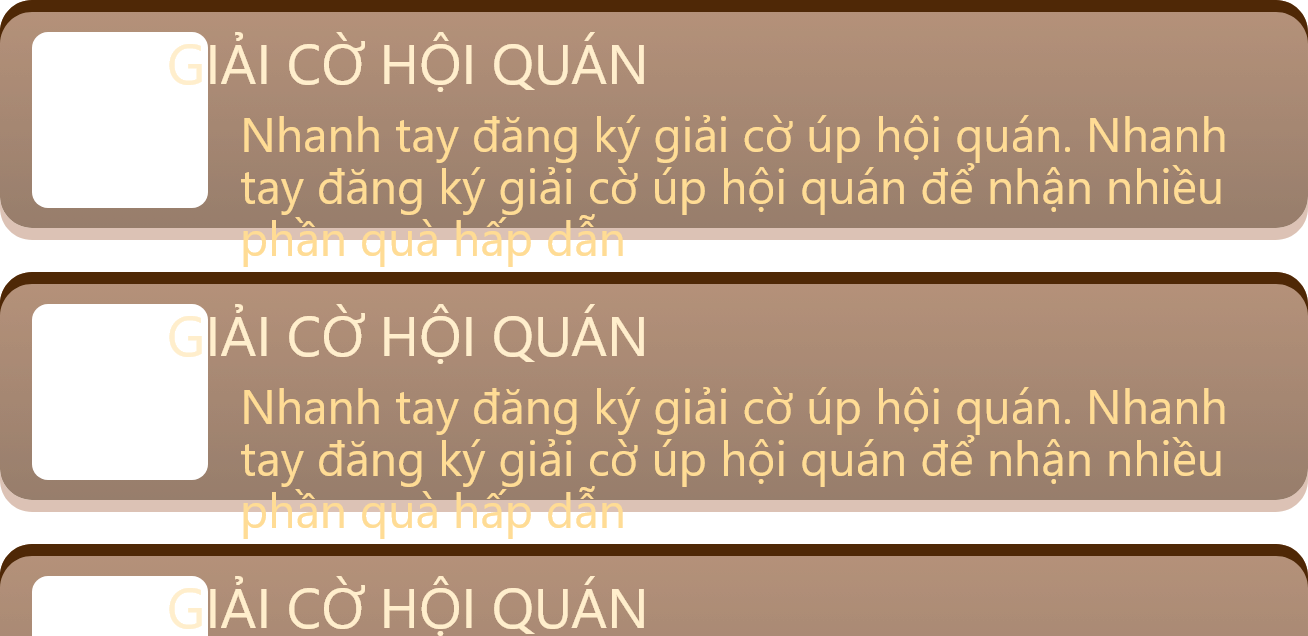 GIẢI CỜ HỘI QUÁN
Nhanh tay đăng ký giải cờ úp hội quán. Nhanh
tay đăng ký giải cờ úp hội quán để nhận nhiều
phần quà hấp dẫn
GIẢI CỜ HỘI QUÁN
Nhanh tay đăng ký giải cờ úp hội quán. Nhanh
tay đăng ký giải cờ úp hội quán để nhận nhiều
phần quà hấp dẫn
GIẢI CỜ HỘI QUÁN